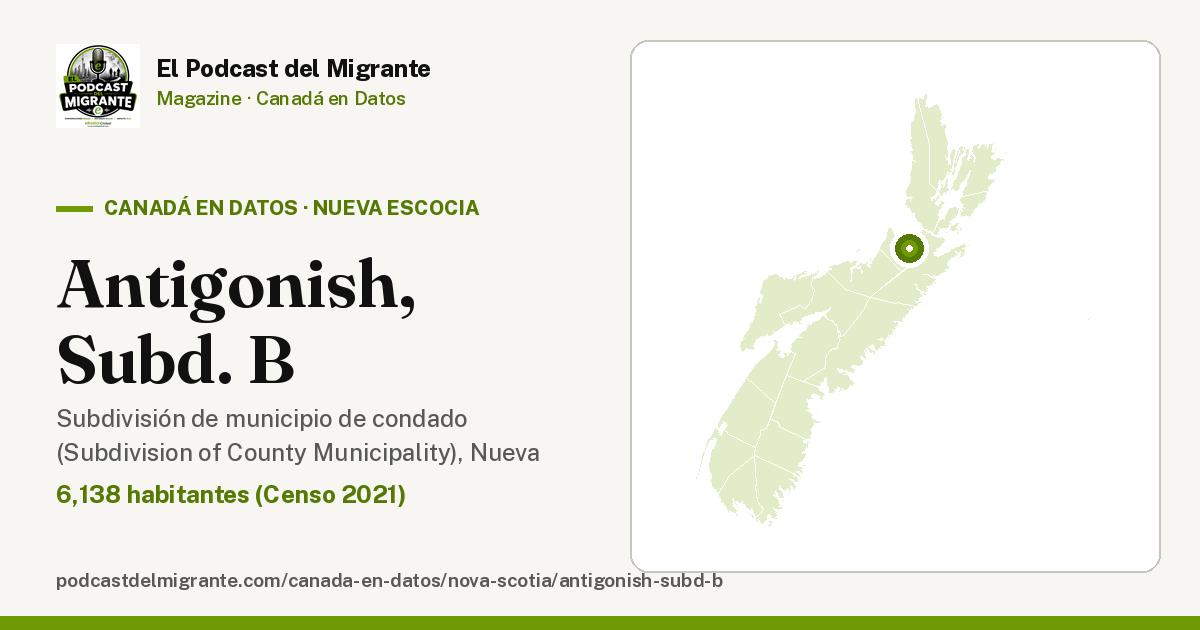 EL
PODCAST
DEL
MIGRANTE
El Podcast del Migrante
Magazine · Canadá en Datos
CANADÁ EN DATOS · NUEVA ESCOCIA
Antigonish,
Subd. B
Subdivisión de municipio de condado
(Subdivision of County Municipality), Nueva
6,138 habitantes (Censo 2021)
podcastdelmigrante.com/canada-en-datos/nova-scotia/antigonish-subd-b